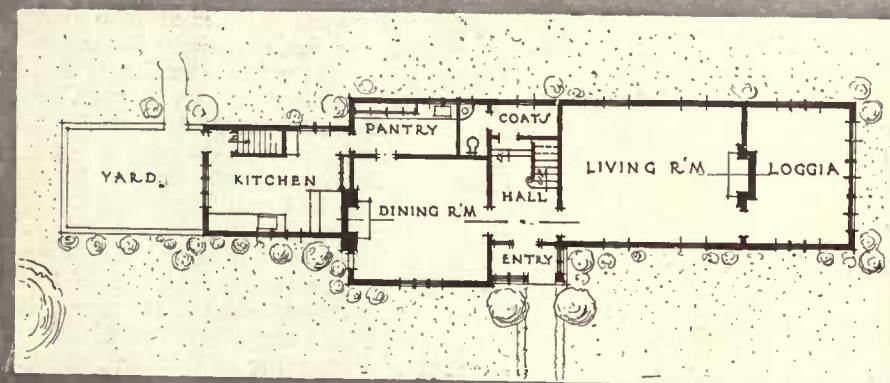 YARD.
KITCHEN
PANTRY
DINING R'M
COATS
HALL
ENTRY
LIVING R'M
LOGGIA